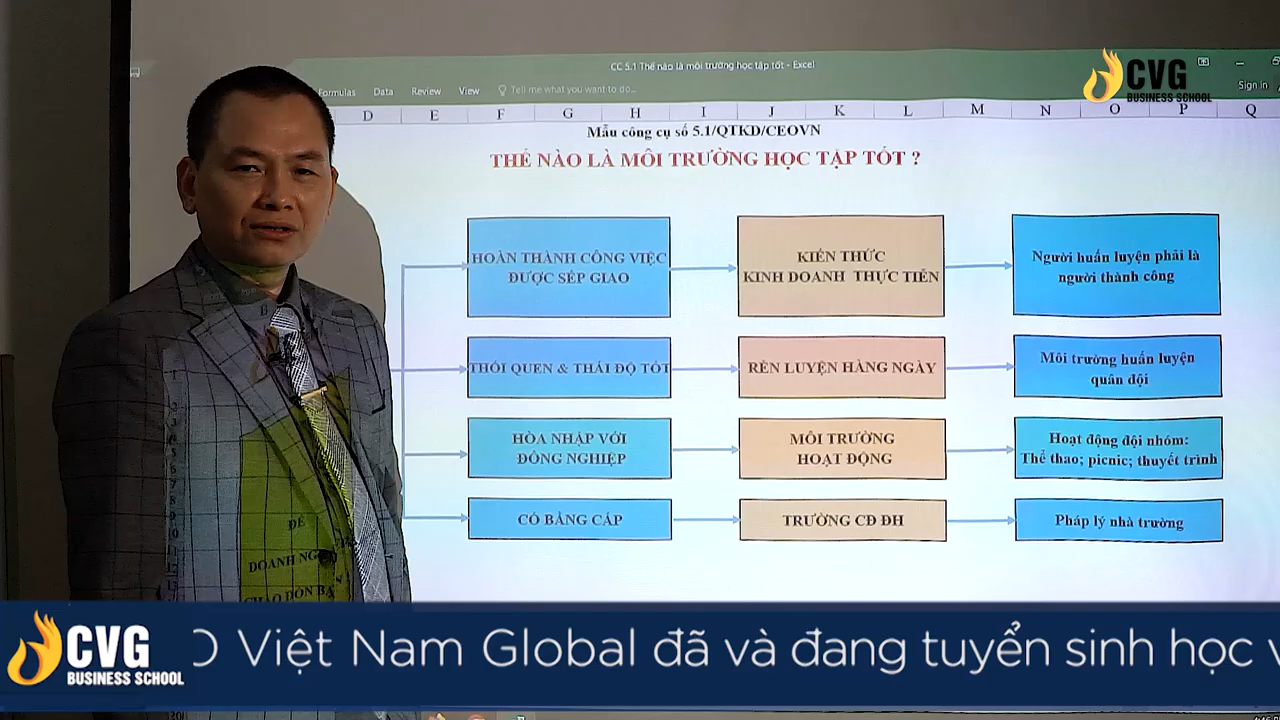 CC 5.1 Thế nào là môi trường học tập tốt - Excel
CVG
BUSINESS SCHOOL
Formulas Data Review View Tell me what you want to do... Sign in
D E F G H I J K L M N O P Q
Mẫu công cụ số 5.1/QTKD/CEOVN
THẾ NÀO LÀ MÔI TRƯỜNG HỌC TẬP TỐT ?
HOÀN THÀNH CÔNG VIỆC
ĐƯỢC SẾP GIAO
KIẾN THỨC
KINH DOANH THỰC TIỄN
Người huấn luyện phải là
người thành công
THÓI QUEN & THÁI ĐỘ TỐT
RÈN LUYỆN HÀNG NGÀY
Môi trường huấn luyện
quân đội
HÒA NHẬP VỚI
ĐỒNG NGHIỆP
MÔI TRƯỜNG
HOẠT ĐỘNG
Hoạt động đội nhóm:
Thể thao; picnic; thuyết trình
CÓ BẰNG CẤP
TRƯỜNG CĐ ĐH
Pháp lý nhà trường
ĐỂ
DOANH
CVG
BUSINESS SCHOOL
O Việt Nam Global đã và đang tuyển sinh học v